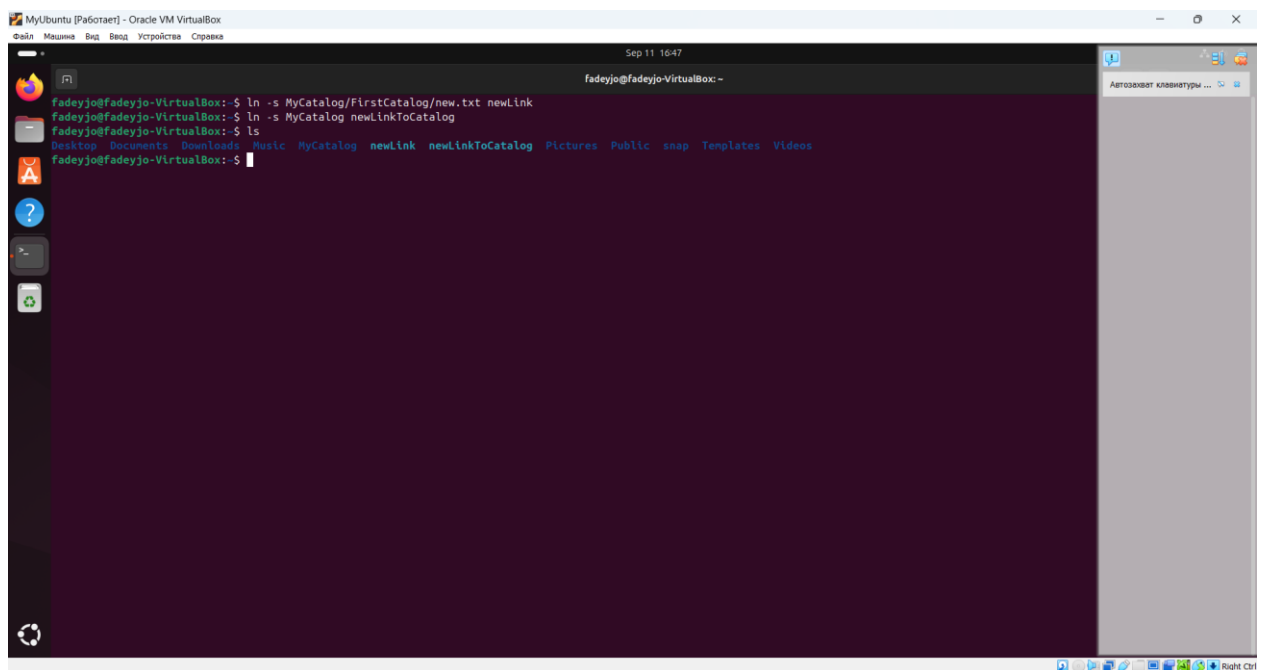 MyUbuntu [Работает] - Oracle VM VirtualBox
Файл Машина Вид Ввод Устройства Справка
Sep 11 16:47
fadeyjo@fadeyjo-VirtualBox: ~
Автозахват клавиатуры ...
fadeyjo@fadeyjo-VirtualBox:~$ ln -s MyCatalog/FirstCatalog/new.txt newLink
fadeyjo@fadeyjo-VirtualBox:~$ ln -s MyCatalog newLinkToCatalog
fadeyjo@fadeyjo-VirtualBox:~$ ls
Desktop Documents Downloads Music MyCatalog newLink newLinkToCatalog Pictures Public snap Templates Videos
fadeyjo@fadeyjo-VirtualBox:~$
Right Ctrl